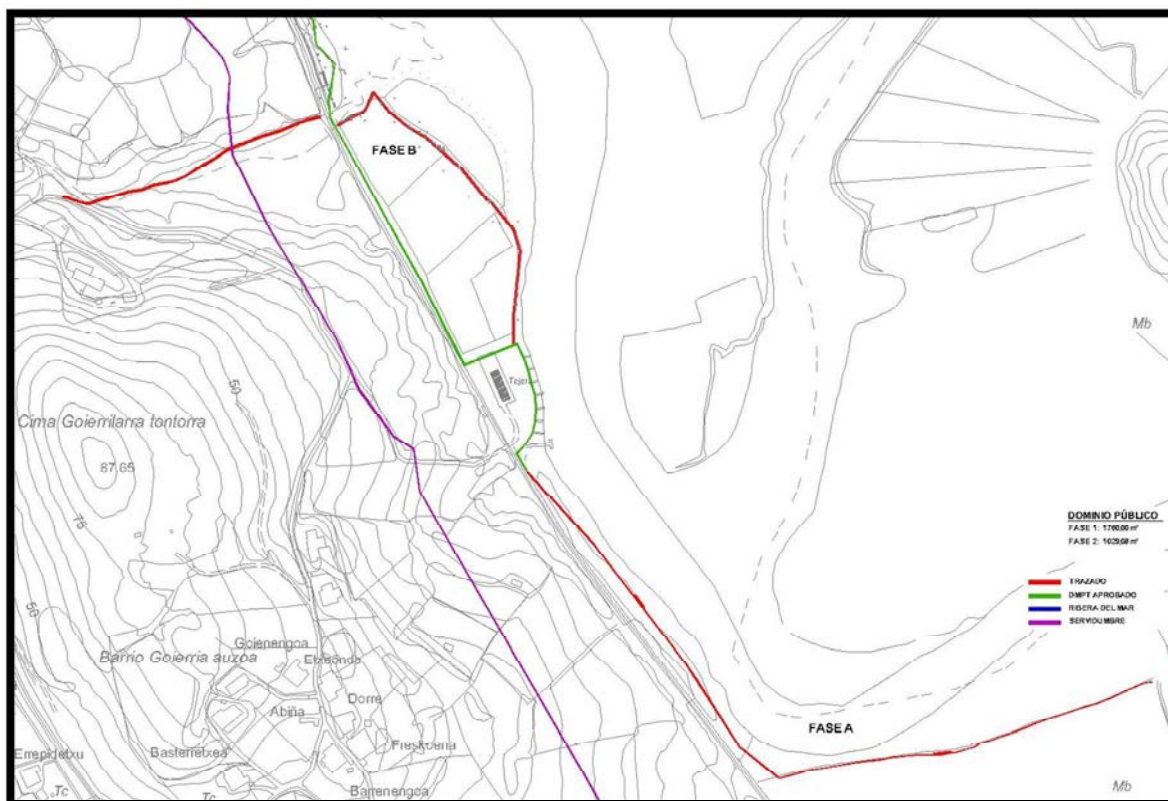 FASE B
Mb
Tejera
50
Cima Goierrilarra tontorra
87,65
75
DOMINIO PÚBLICO
FASE 1: 1760,00 m²
FASE 2: 1029,68 m²
TRAZADO
DMPT APROBADO
RIBERA DEL MAR
SERVIDUMBRE
50
Goienengoa
Etxeondo
Barrio Goierria auzoa
Dorre
Abiña
FASE A
Basterretxea
Freskoena
Errepidetxu
Barrenengoa
Tc
Tc
Mb